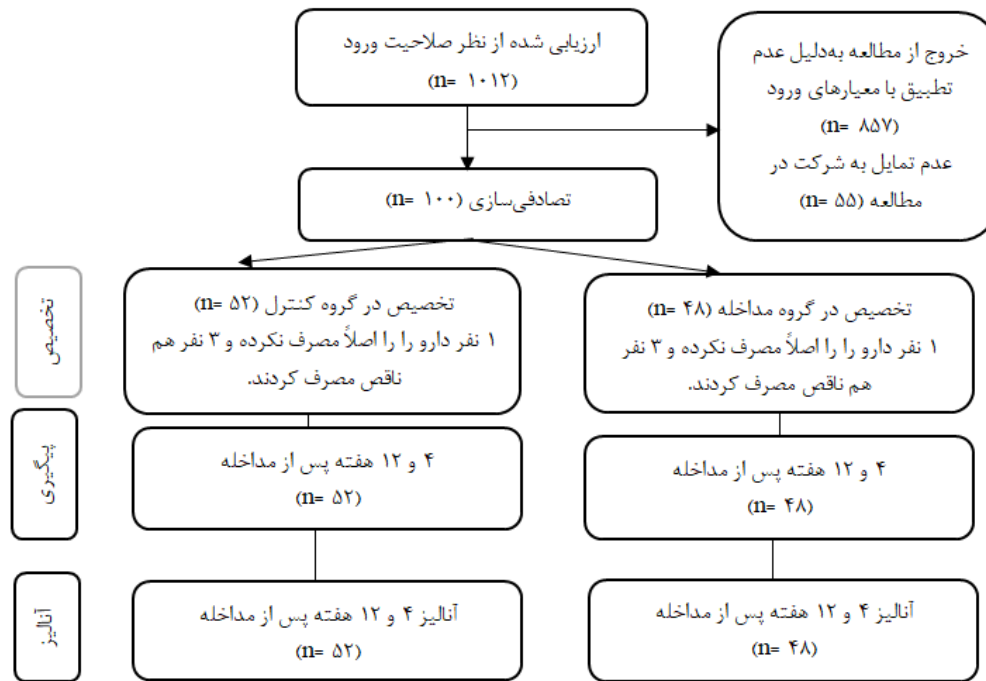 ارزیابی شده از نظر صلاحیت ورود
(n= ۱۰۱۲)
خروج از مطالعه به‌دلیل عدم
تطبیق با معیارهای ورود
(n= ۸۵۷)
عدم تمایل به شرکت در
مطالعه (n= ۵۵)
تصادفی‌سازی (n= ۱۰۰)
تخصیص
تخصیص در گروه مداخله (n= ۴۸)
۱ نفر دارو را را اصلاً مصرف نکرده و ۳ نفر
هم ناقص مصرف کردند.
تخصیص در گروه کنترل (n= ۵۲)
۱ نفر دارو را را اصلاً مصرف نکرده و ۳ نفر هم
ناقص مصرف کردند.
پیگیری
۴ و ۱۲ هفته پس از مداخله
(n= ۴۸)
۴ و ۱۲ هفته پس از مداخله
(n= ۵۲)
آنالیز
آنالیز ۴ و ۱۲ هفته پس از مداخله
(n= ۴۸)
آنالیز ۴ و ۱۲ هفته پس از مداخله
(n= ۵۲)